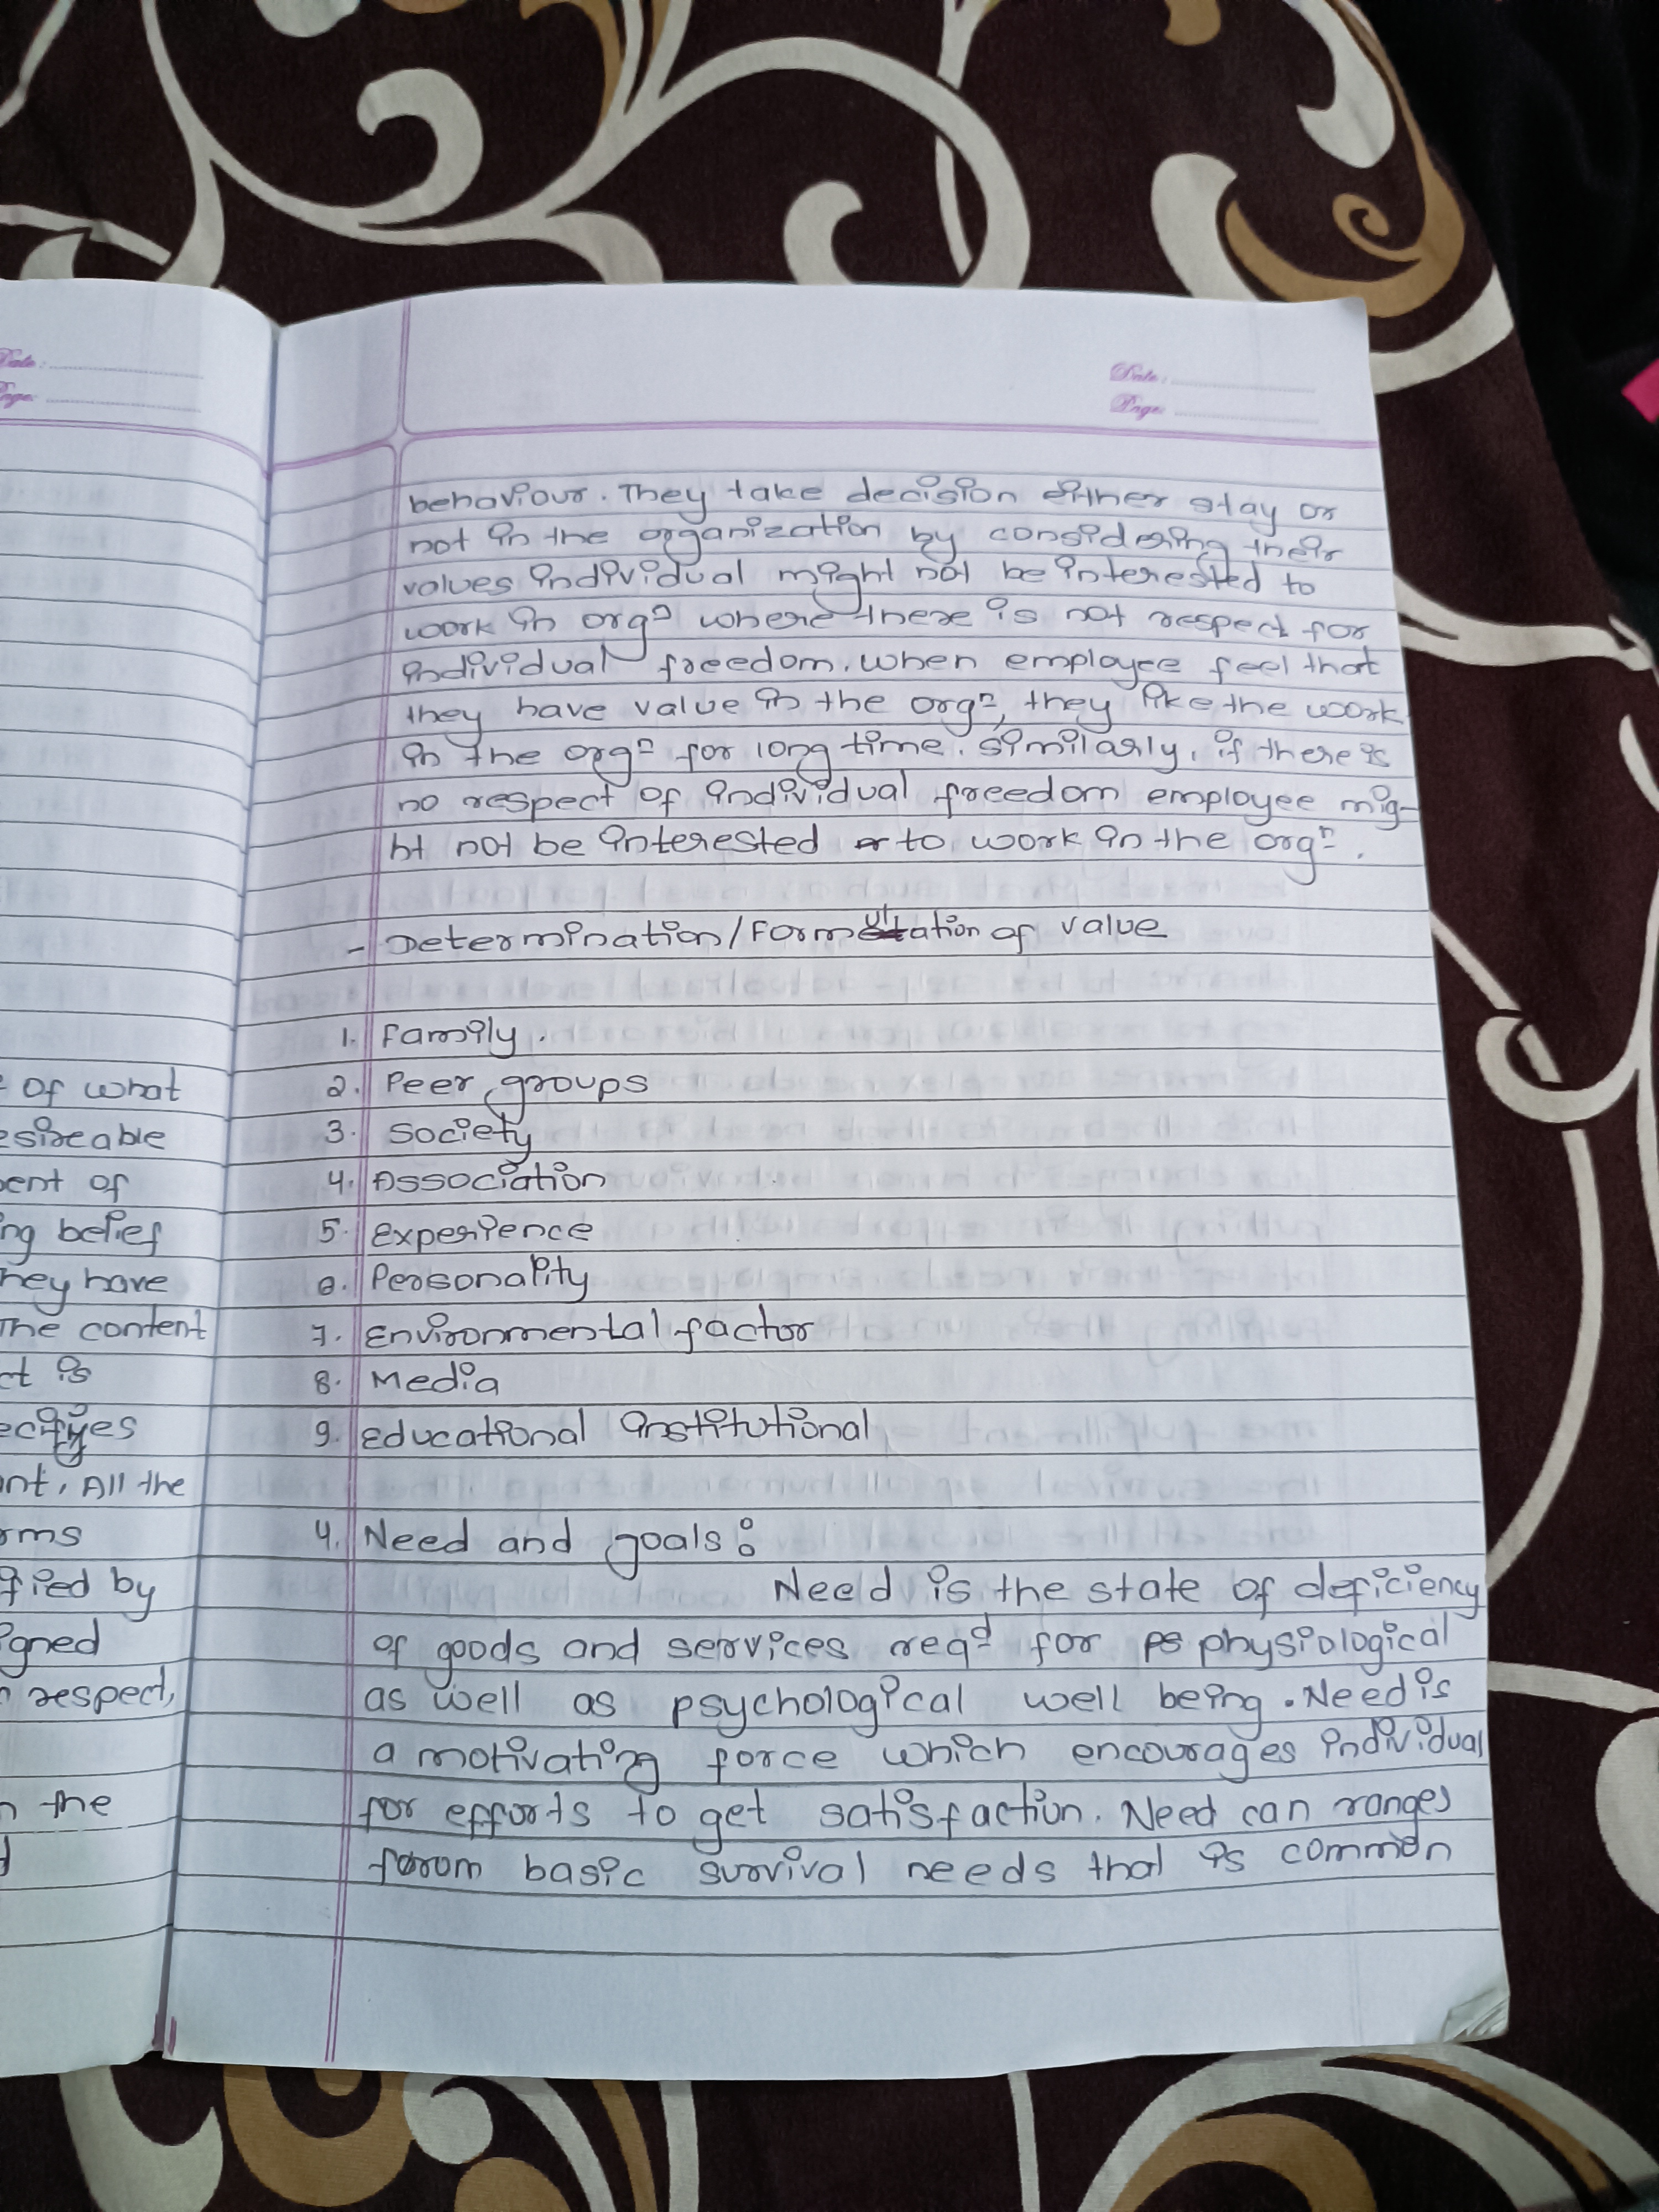 Date:
Page:
of what
esireable
ent of
ng belief
hey have
The content
ct is
ecifyes
nt, All the
rms
fied by
igned
respect,
the
Date:
Page:
behaviour. They take decision either stay or
not in the organization by considering their
values individual might not be interested to
work in orgn where there is not respect for
individual freedom. when employee feel that
they have value in the orgn, they like the work
in the orgn for long time. similarly, if there is
no respect of individual freedom employee mig-
ht not be interested to work in the orgn.
- Determination/Formulation of value
1. Family.
2. Peer groups
3. Society
4. Association
5. Experience
6. Personality
7. Environmental factor
8. Media
9. Educational institutional
4. Need and goals:
Need is the state of deficiency
of goods and services reqd for physiological
as well as psychological well being. Need is
a motivating force which encourages individual
for efforts to get satisfaction. Need can ranges
from basic survival needs that is common